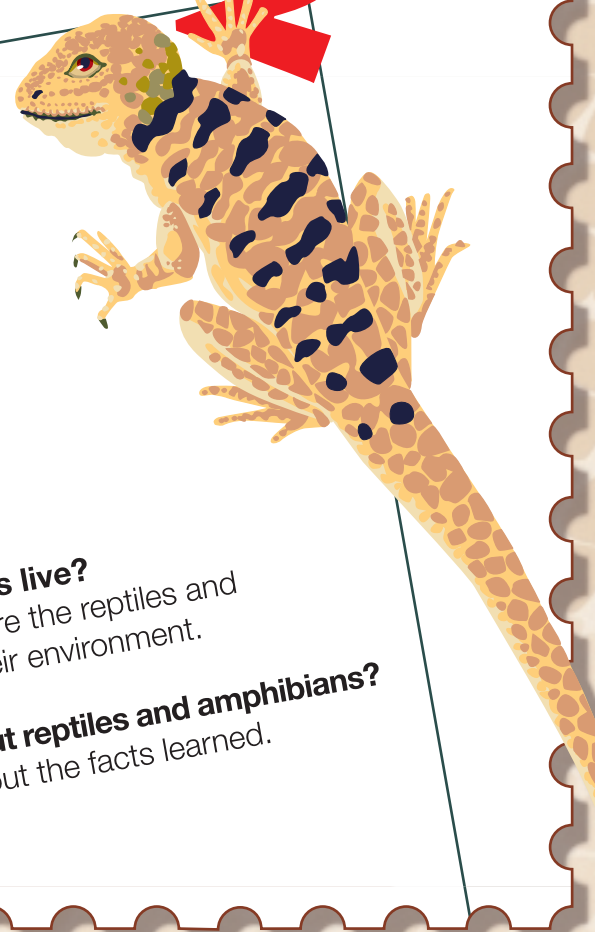 s live?
re the reptiles and
eir environment.
ut reptiles and amphibians?
out the facts learned.